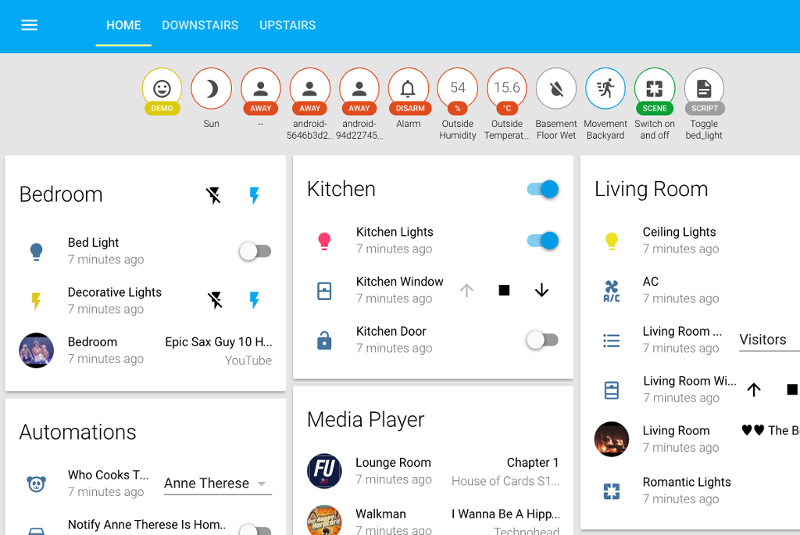 HOME DOWNSTAIRS UPSTAIRS
54 15.6
DEMO AWAY AWAY AWAY DISARM % °C SCENE SCRIPT
Sun -- android-5646b3d2... android-94d22745... Alarm Outside Humidity Outside Temperat... Basement Floor Wet Movement Backyard Switch on and off Toggle bed_light
Bedroom
Bed Light
7 minutes ago
Decorative Lights
7 minutes ago
Bedroom Epic Sax Guy 10 H...
7 minutes ago YouTube
Automations
Who Cooks T... Anne Therese
7 minutes ago
Notify Anne Therese Is Hom..
7 minutes ago
Kitchen
Kitchen Lights
7 minutes ago
Kitchen Window
7 minutes ago
Kitchen Door
7 minutes ago
Media Player
FU
Lounge Room Chapter 1
7 minutes ago House of Cards S1...
Walkman I Wanna Be A Hipp...
7 minutes ago Technohead
Living Room
Ceiling Lights
7 minutes ago
A/C
AC
7 minutes ago
Living Room ... Visitors
7 minutes ago
Living Room Wi...
7 minutes ago
Living Room ♥♥ The B
7 minutes ago
Romantic Lights
7 minutes ago